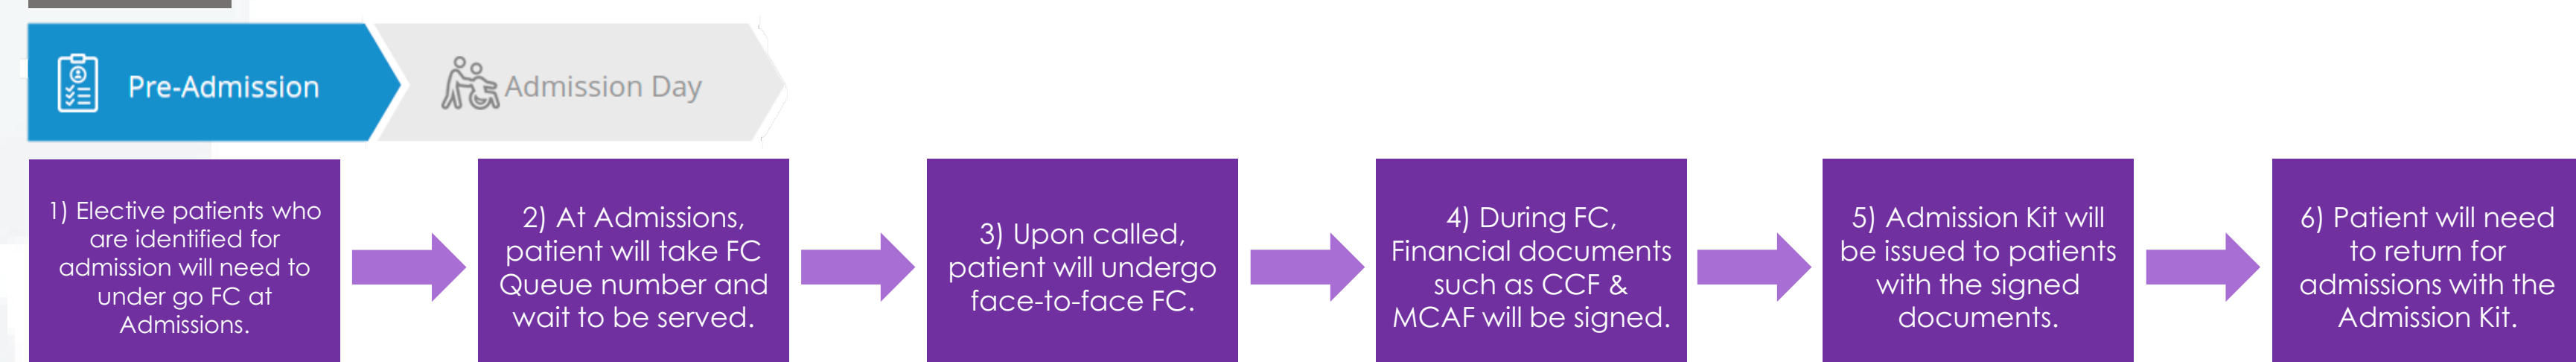 Pre-Admission
Admission Day
1) Elective patients who
are identified for
admission will need to
under go FC at
Admissions.
2) At Admissions,
patient will take FC
Queue number and
wait to be served.
3) Upon called,
patient will undergo
face-to-face FC.
4) During FC,
Financial documents
such as CCF &
MCAF will be signed.
5) Admission Kit will
be issued to patients
with the signed
documents.
6) Patient will need
to return for
admissions with the
Admission Kit.